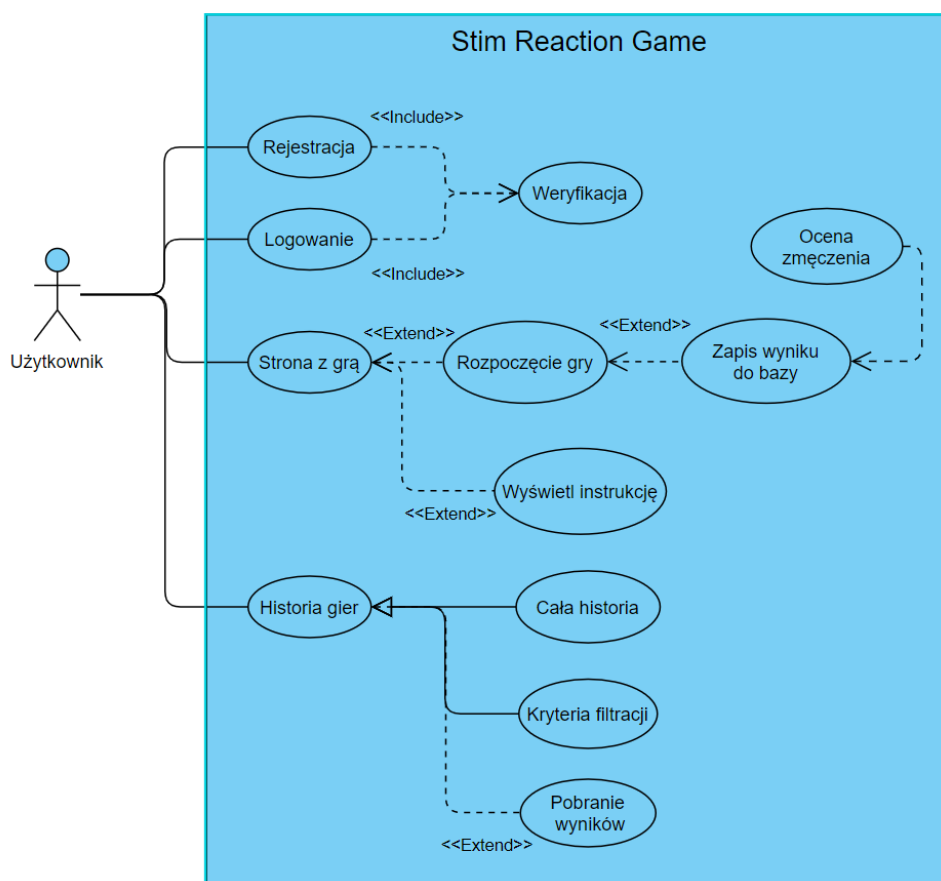 Stim Reaction Game
<<Include>>
Rejestracja
Weryfikacja
Logowanie
<<Include>>
Ocena
zmęczenia
Użytkownik
<<Extend>>
<<Extend>>
Strona z grą
Rozpoczęcie gry
Zapis wyniku
do bazy
Wyświetl instrukcję
<<Extend>>
Historia gier
Cała historia
Kryteria filtracji
Pobranie
wyników
<<Extend>>